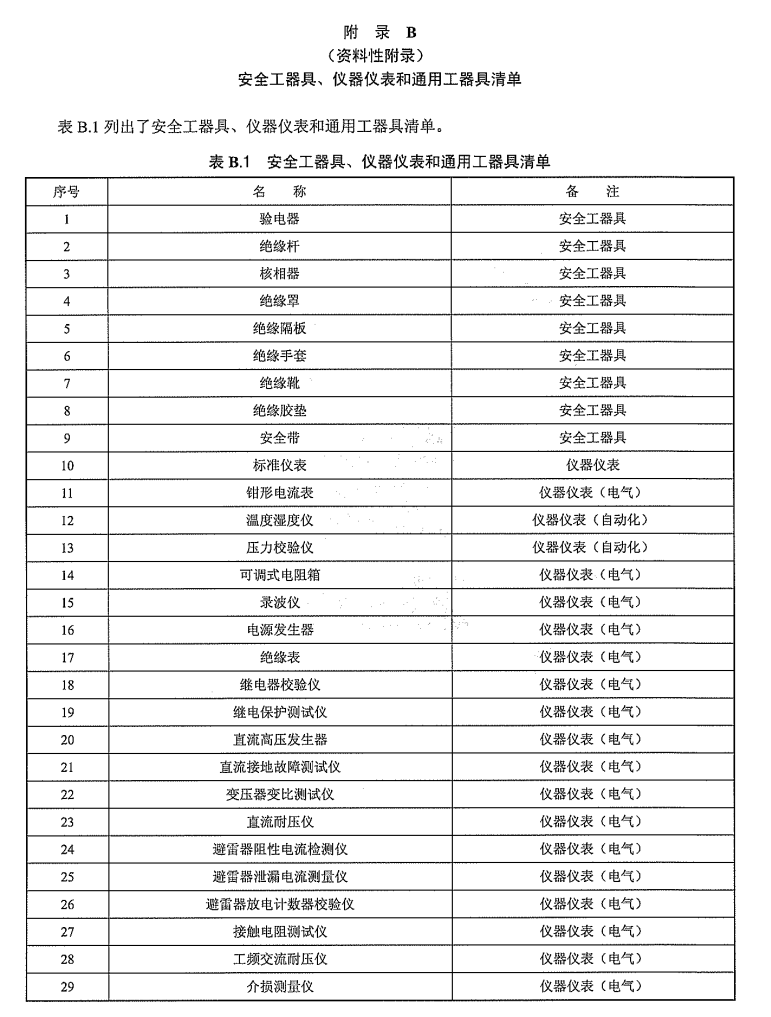 附 录 B
（资料性附录）
安全工器具、仪器仪表和通用工器具清单
表 B.1 列出了安全工器具、仪器仪表和通用工器具清单。
表 B.1 安全工器具、仪器仪表和通用工器具清单
序号 名 称 备 注
1 验电器 安全工器具
2 绝缘杆 安全工器具
3 核相器 安全工器具
4 绝缘罩 安全工器具
5 绝缘隔板 安全工器具
6 绝缘手套 安全工器具
7 绝缘靴 安全工器具
8 绝缘胶垫 安全工器具
9 安全带 安全工器具
10 标准仪表 仪器仪表
11 钳形电流表 仪器仪表（电气）
12 温度湿度仪 仪器仪表（自动化）
13 压力校验仪 仪器仪表（自动化）
14 可调式电阻箱 仪器仪表（电气）
15 录波仪 仪器仪表（电气）
16 电源发生器 仪器仪表（电气）
17 绝缘表 仪器仪表（电气）
18 继电器校验仪 仪器仪表（电气）
19 继电保护测试仪 仪器仪表（电气）
20 直流高压发生器 仪器仪表（电气）
21 直流接地故障测试仪 仪器仪表（电气）
22 变压器变比测试仪 仪器仪表（电气）
23 直流耐压仪 仪器仪表（电气）
24 避雷器阻性电流检测仪 仪器仪表（电气）
25 避雷器泄漏电流测量仪 仪器仪表（电气）
26 避雷器放电计数器校验仪 仪器仪表（电气）
27 接触电阻测试仪 仪器仪表（电气）
28 工频交流耐压仪 仪器仪表（电气）
29 介损测量仪 仪器仪表（电气）